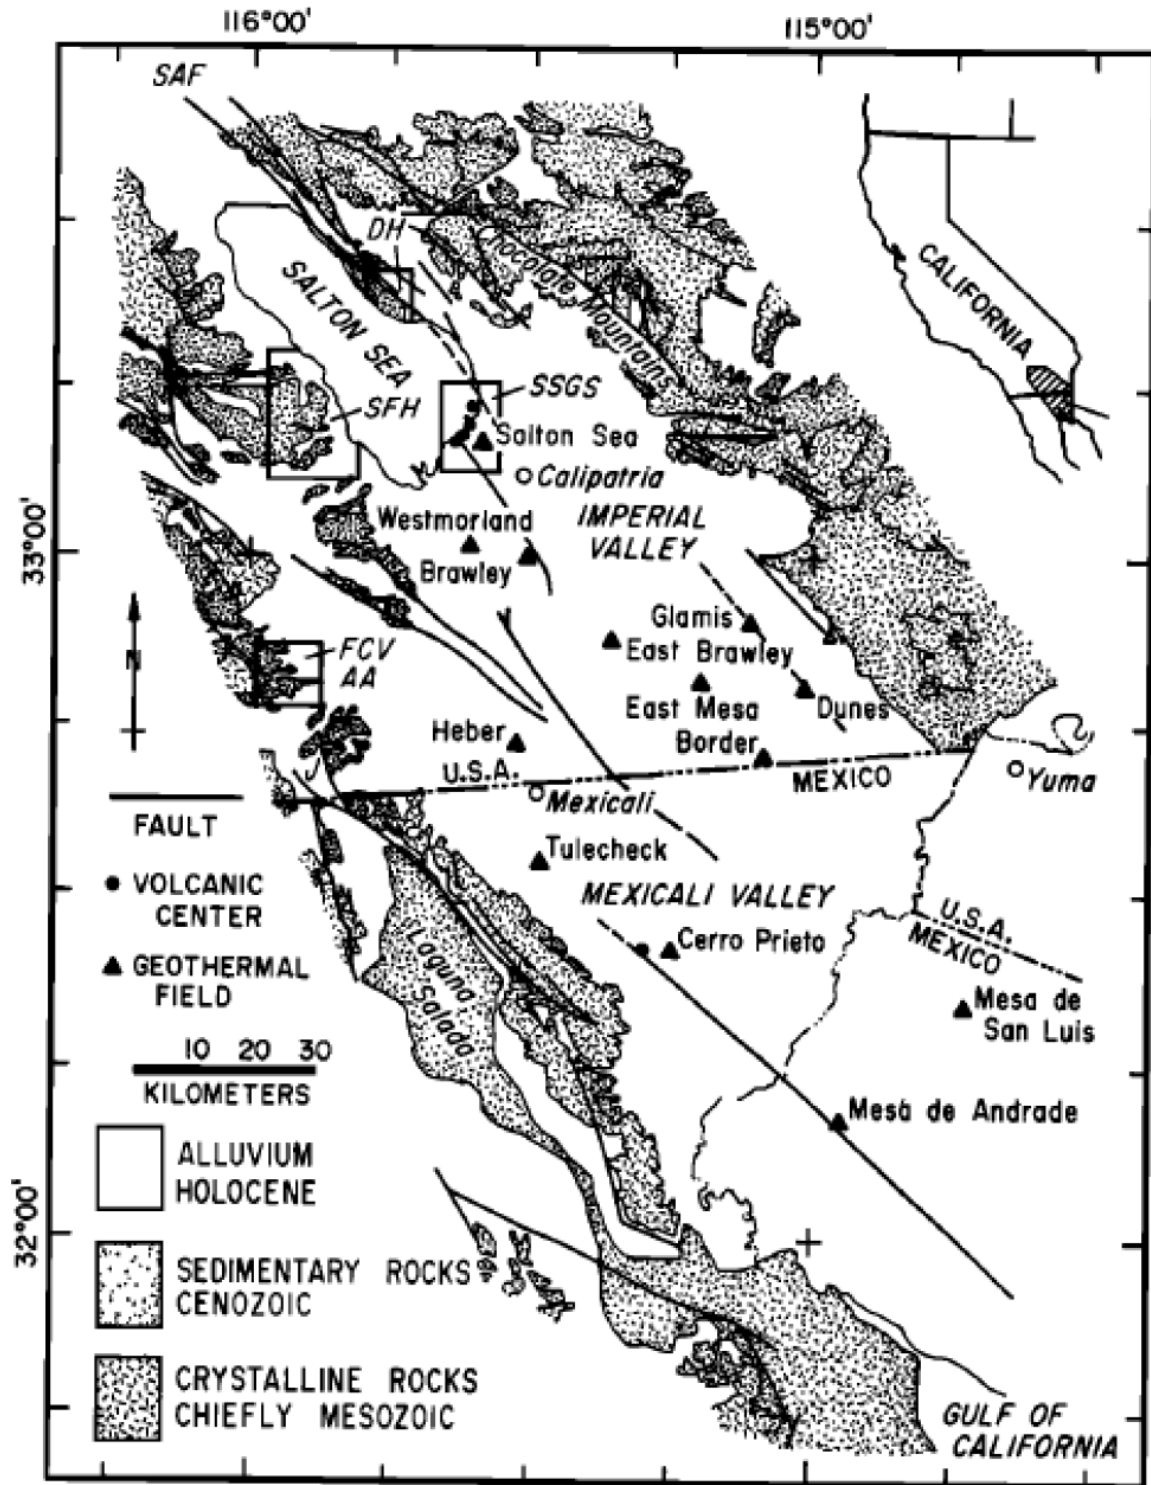 116°00'
115°00'
SAF
DH
Chocolate Mountains
SALTON SEA
CALIFORNIA
SSGS
SFH
Salton Sea
Calipatria
Westmorland
IMPERIAL
VALLEY
33°00'
Brawley
Glamis
East Brawley
N
FCV
AA
East Mesa
Dunes
Heber
Border
U.S.A.
MEXICO
Yuma
Mexicali
FAULT
Tulecheck
VOLCANIC
CENTER
MEXICALI VALLEY
U.S.A.
MEXICO
Cerro Prieto
GEOTHERMAL
FIELD
Laguna
Salada
Mesa de
San Luis
10 20 30
KILOMETERS
Mesa de Andrade
ALLUVIUM
HOLOCENE
32°00'
SEDIMENTARY ROCKS
CENOZOIC
CRYSTALLINE ROCKS
CHIEFLY MESOZOIC
GULF OF
CALIFORNIA